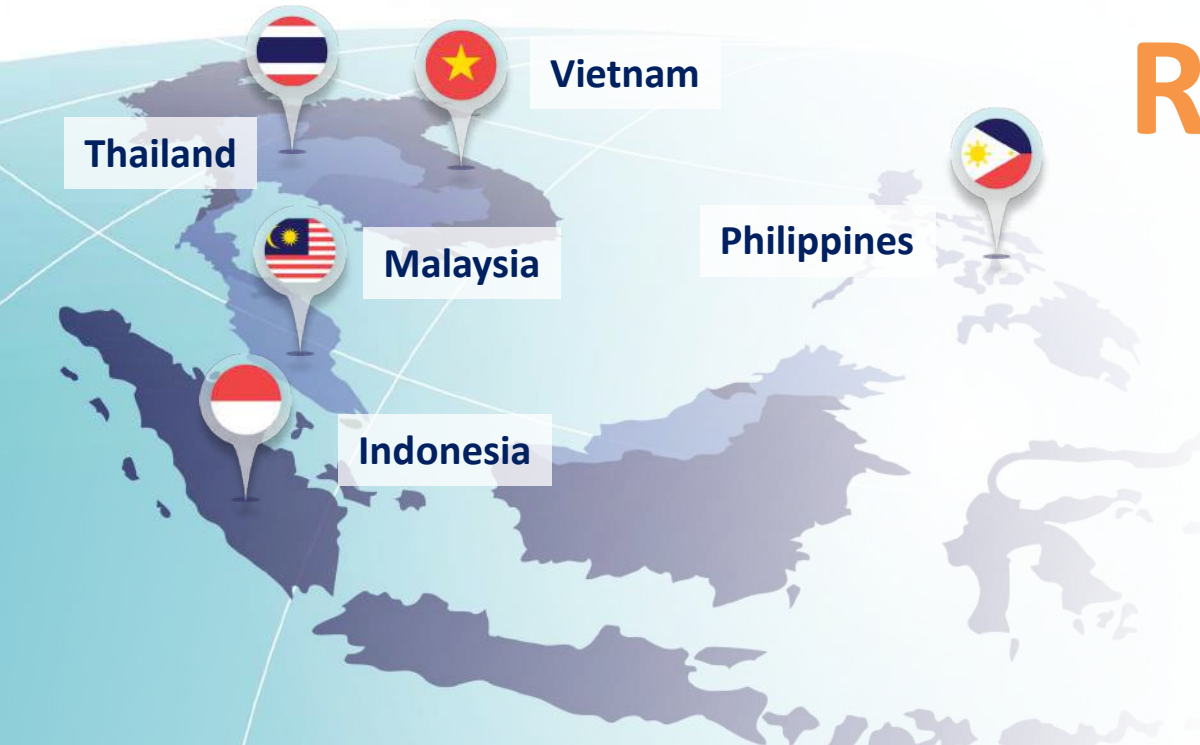 R
Vietnam
Thailand
Philippines
Malaysia
Indonesia